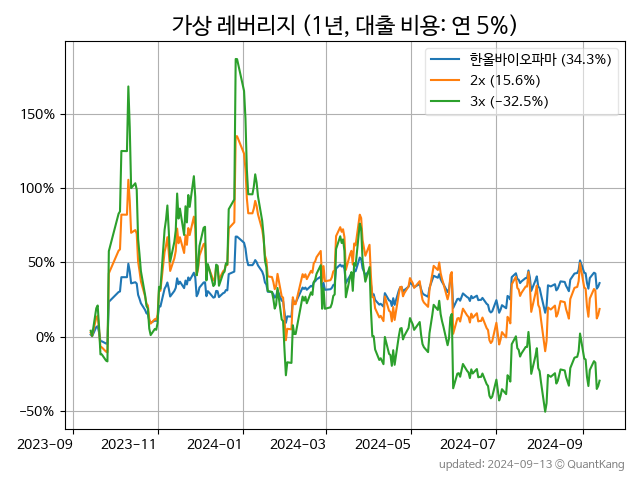 가상 레버리지 (1년, 대출 비용: 연 5%)
한올바이오파마 (34.3%)
2x (15.6%)
3x (−32.5%)
150%
100%
50%
0%
−50%
2023-09 2023-11 2024-01 2024-03 2024-05 2024-07 2024-09
updated: 2024-09-13 © QuantKang